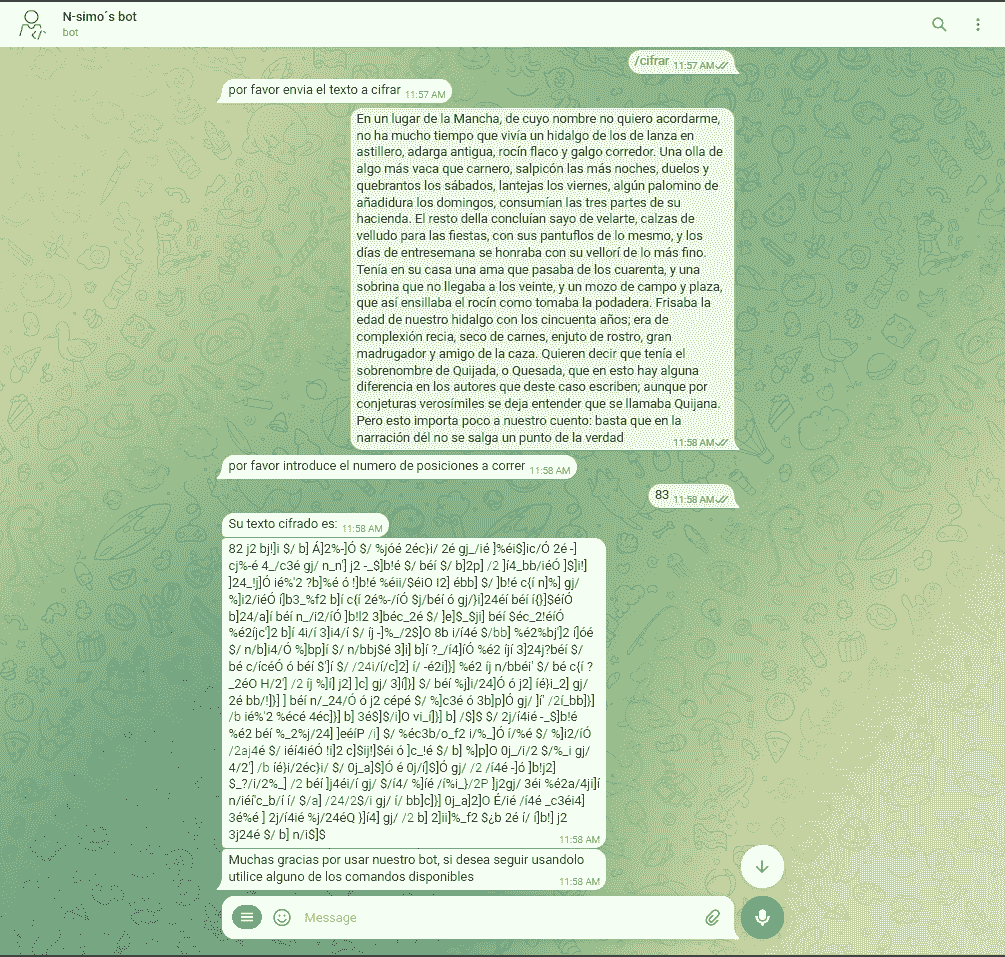 N-simo´s bot
bot
/cifrar 11:57 AM
por favor envia el texto a cifrar 11:57 AM
En un lugar de la Mancha, de cuyo nombre no quiero acordarme,
no ha mucho tiempo que vivía un hidalgo de los de lanza en
astillero, adarga antigua, rocín flaco y galgo corredor. Una olla de
algo más vaca que carnero, salpicón las más noches, duelos y
quebrantos los sábados, lantejas los viernes, algún palomino de
añadidura los domingos, consumían las tres partes de su
hacienda. El resto della concluían sayo de velarte, calzas de
velludo para las fiestas, con sus pantuflos de lo mesmo, y los
días de entresemana se honraba con su vellorí de lo más fino.
Tenía en su casa una ama que pasaba de los cuarenta, y una
sobrina que no llegaba a los veinte, y un mozo de campo y plaza,
que así ensillaba el rocín como tomaba la podadera. Frisaba la
edad de nuestro hidalgo con los cincuenta años; era de
complexión recia, seco de carnes, enjuto de rostro, gran
madrugador y amigo de la caza. Quieren decir que tenía el
sobrenombre de Quijada, o Quesada, que en esto hay alguna
diferencia en los autores que deste caso escriben; aunque por
conjeturas verosímiles se deja entender que se llamaba Quijana.
Pero esto importa poco a nuestro cuento: basta que en la
narración dél no se salga un punto de la verdad 11:58 AM
por favor introduce el numero de posiciones a correr 11:58 AM
83 11:58 AM
Su texto cifrado es: 11:58 AM
82 j2 bj!]i $/ b] Á]2%-]Ó $/ %jóé 2éc}i/ 2é gj_/ié ]%éi$]ic/Ó 2é -]
cj%-é 4_/c3é gj/ n_n'] j2 -_$]b!é $/ béí $/ b]2p] /2 ]í4_bb/iéÓ ]$]i!]
]24_!j]Ó ié%'2 ?b]%é ó !]b!é %éii/$éiO I2] ébb] $/ ]b!é c{í n]%] gj/
%]i2/iéÓ í]b3_%f2 b]í c{í 2é%-/íÓ $j/béí ó gj/}i]24éí béí í{}]$éíÓ
b]24/a]í béí n_/i2/íÓ ]b!l2 3]béc_2é $/ ]e]$_$ji] béí $éc_2!éíÓ
%é2íjc']2 b]í 4i/í 3]i4/í $/ íj -]%_/2$]O 8b i/í4é $/bb] %é2%bj']2 í]óé
$/ n/b]i4/Ó %]bp]í $/ n/bbj$é 3]i] b]í ?_/í4]íÓ %é2 íjí 3]24j?béí $/
bé c/ícéÓ ó béí $']í $/ /24i/í/c]2] í/ -é2i]}] %é2 íj n/bbéi' $/ bé c{í ?
_2éO H/2'] /2 íj %]í] j2] ]c] gj/ 3]í]}] $/ béí %j]i/24]Ó ó j2] íé}i_2] gj/
2é bb/!]}] ] béí n/_24/Ó ó j2 cépé $/ %]c3é ó 3b]p]Ó gj/ ]í' /2í_bb]}]
/b ié%'2 %écé 4éc]}] b] 3é$]$/i]O vi_í]}] b] /$]$ $/ 2j/í4ié -_$]b!é
%é2 béí %_2%j/24] ]eéíP /i] $/ %éc3b/o_f2 i/%_]Ó í/%é $/ %]i2/íÓ
/2aj4é $/ iéí4iéÓ !i]2 c]$ij!]$éi ó ]c_!é $/ b] %]p]O 0j_/i/2 $/%_i gj/
4/2'] /b íé}i/2éc}i/ $/ 0j_a]$]Ó é 0j/í]$]Ó gj/ /2 /í4é -]ó ]b!j2]
$_?/i/2%_] /2 béí ]j4éi/í gj/ $/í4/ %]íé /í%i_}/2P ]j2gj/ 3éi %é2a/4ji]í
n/iéí'c_b/í í/ $/a] /24/2$/i gj/ í/ bb]c]}] 0j_a]2]O É/ié /í4é _c3éi4]
3é%é ] 2j/í4ié %j/24éQ }]í4] gj/ /2 b] 2]ii]%_f2 $¿b 2é í/ í]b!] j2
3j24é $/ b] n/i$]$ 11:58 AM
Muchas gracias por usar nuestro bot, si desea seguir usandolo
utilice alguno de los comandos disponibles 11:58 AM
Message